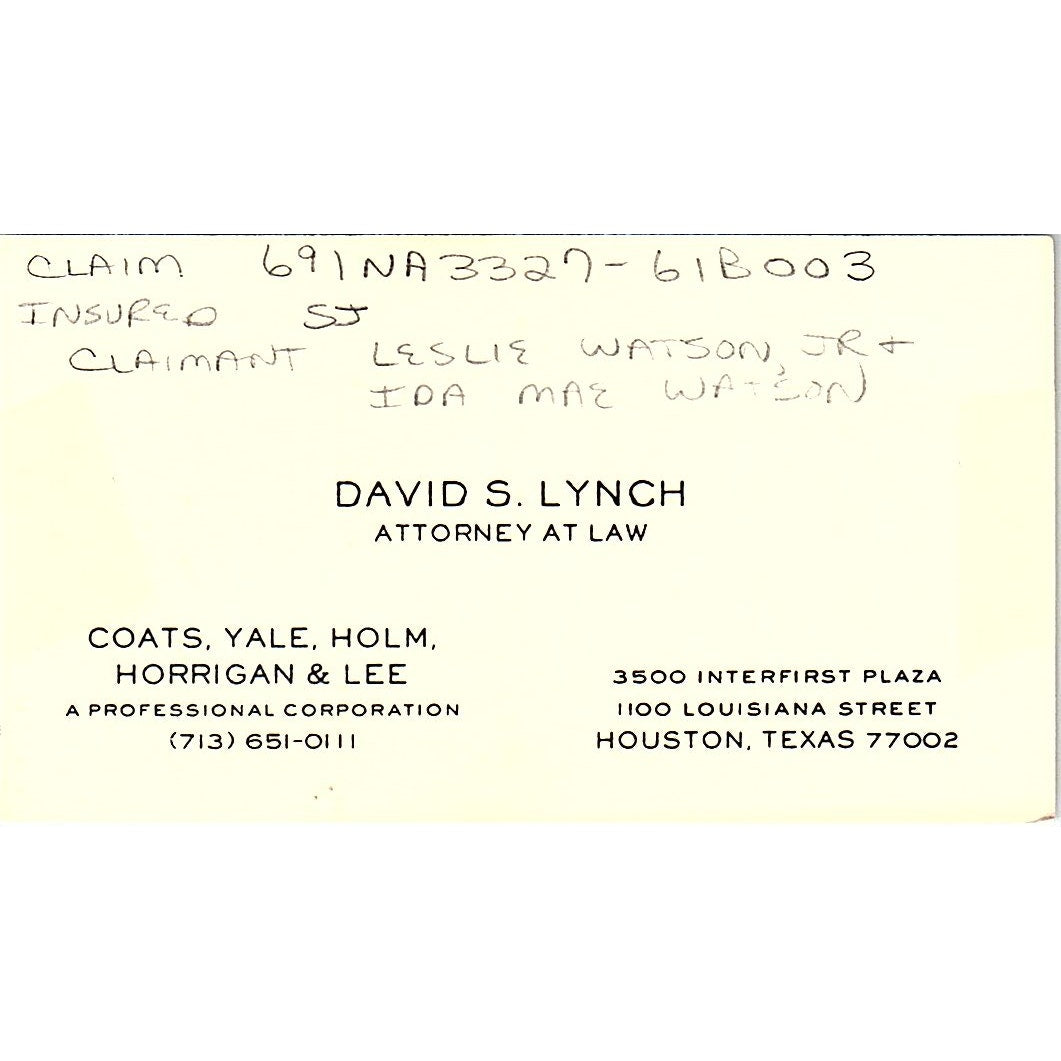 CLAIM 691NA3327-61B003
INSURED SJ
CLAIMANT LESLIE WATSON, JR +
IDA MAE WATSON
DAVID S. LYNCH
ATTORNEY AT LAW
COATS, YALE, HOLM,
HORRIGAN & LEE
A PROFESSIONAL CORPORATION
(713) 651-0111
3500 INTERFIRST PLAZA
1100 LOUISIANA STREET
HOUSTON, TEXAS 77002